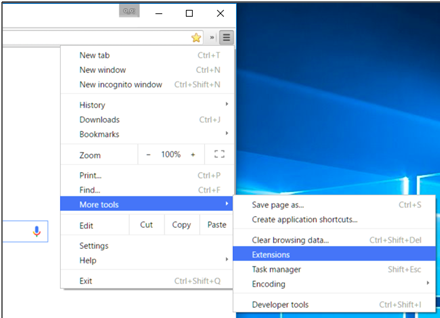 New tab Ctrl+T
New window Ctrl+N
New incognito window Ctrl+Shift+N
History
Downloads Ctrl+J
Bookmarks
Zoom − 100% +
Print... Ctrl+P
Find... Ctrl+F
More tools
Edit Cut Copy Paste
Settings
Help
Exit Ctrl+Shift+Q
Save page as... Ctrl+S
Create application shortcuts...
Clear browsing data... Ctrl+Shift+Del
Extensions
Task manager Shift+Esc
Encoding
Developer tools Ctrl+Shift+I